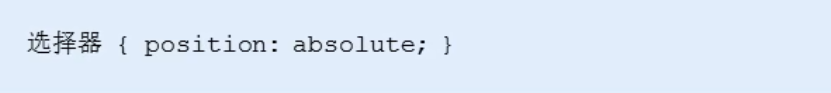 选择器 { position: absolute; }